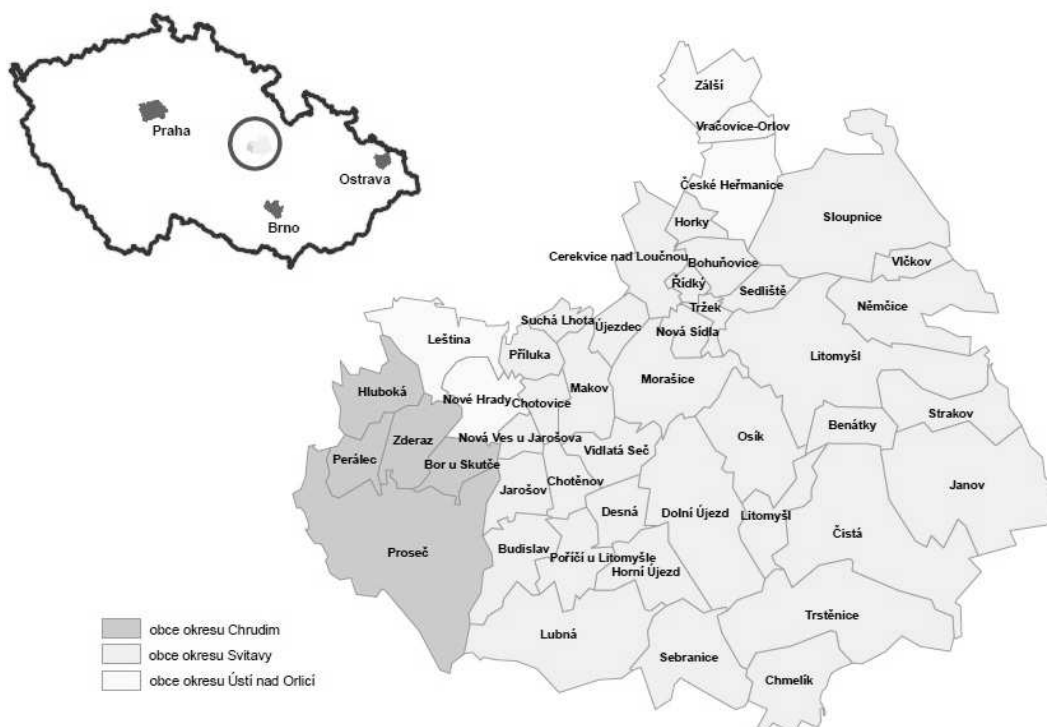 Praha
Ostrava
Brno
Zálší
Vračovice-Orlov
České Heřmanice
Sloupnice
Horky
Cerekvice nad Loučnou
Bohuňovice
Vlčkov
Řídký
Sedliště
Němčice
Tržek
Suchá Lhota
Újezdec
Nová Sídla
Leština
Příluka
Litomyšl
Morašice
Hluboká
Makov
Nové Hrady
Chotovice
Strakov
Zderaz
Benátky
Osík
Nová Ves u Jarošova
Vidlatá Seč
Perálec
Bor u Skutče
Chotěnov
Jarošov
Janov
Desná
Dolní Újezd
Litomyšl
Čistá
Proseč
Budislav
Poříčí u Litomyšle
Horní Újezd
Trstěnice
Lubná
Sebranice
Chmelík
obce okresu Chrudim
obce okresu Svitavy
obce okresu Ústí nad Orlicí